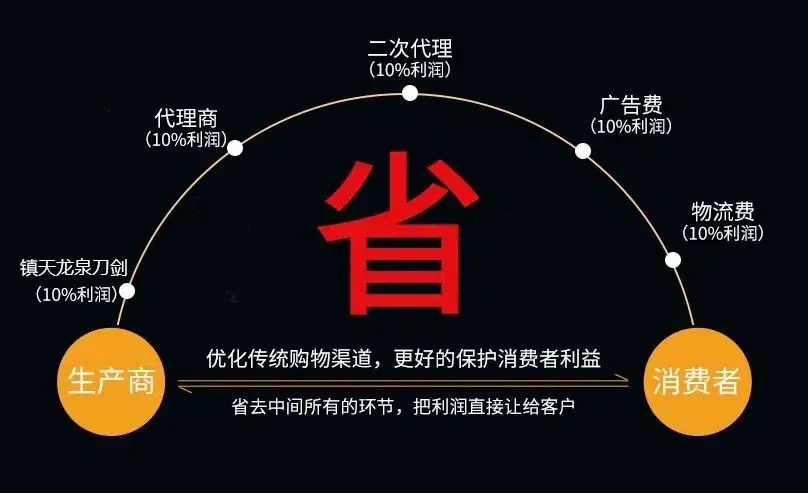 二次代理
（10%利润）
代理商
（10%利润）
广告费
（10%利润）
物流费
（10%利润）
镇天龙泉刀剑
（10%利润）
省
生产商
优化传统购物渠道，更好的保护消费者利益
省去中间所有的环节，把利润直接让给客户
消费者